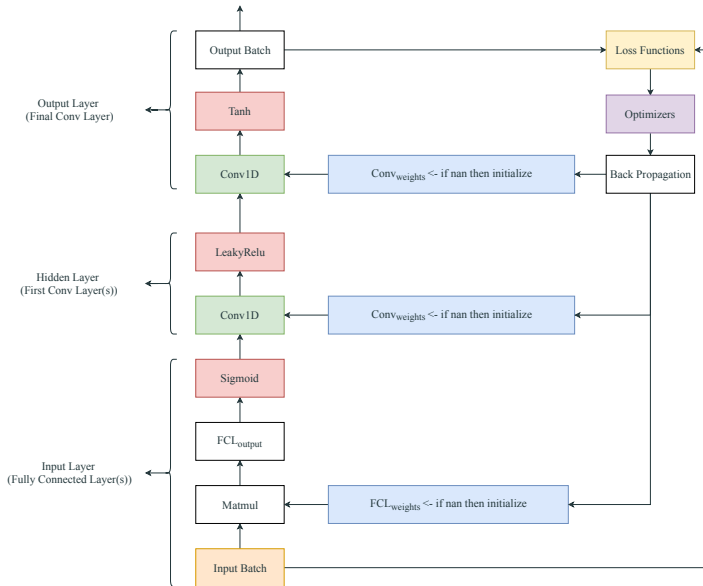 Output Batch
Loss Functions
Output Layer
(Final Conv Layer)
Tanh
Optimizers
Conv1D
Conv_weights <- if nan then initialize
Back Propagation
LeakyRelu
Hidden Layer
(First Conv Layer(s))
Conv1D
Conv_weights <- if nan then initialize
Sigmoid
FCL_output
Input Layer
(Fully Connected Layer(s))
Matmul
FCL_weights <- if nan then initialize
Input Batch